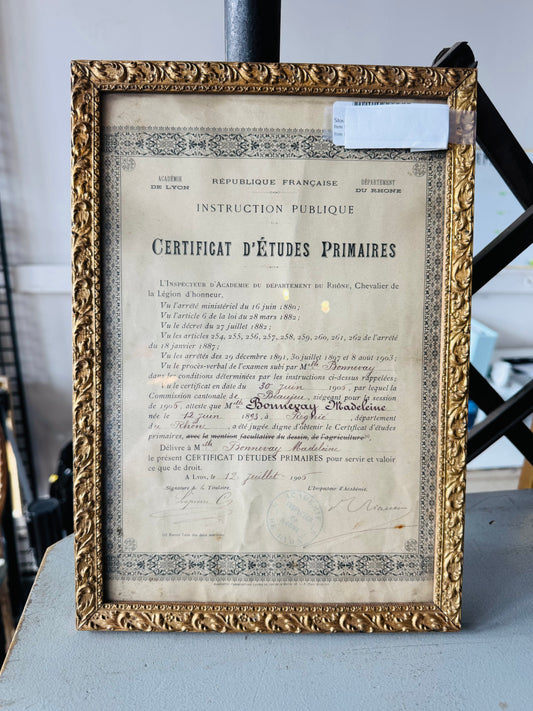 ACADÉMIE
DE LYON
RÉPUBLIQUE FRANÇAISE
DÉPARTEMENT
DU RHONE
INSTRUCTION PUBLIQUE
CERTIFICAT D'ÉTUDES PRIMAIRES
L'INSPECTEUR D'ACADÉMIE DU DÉPARTEMENT DU RHÔNE, Chevalier de
la Légion d'honneur,
Vu l'arrêté ministériel du 16 juin 1880;
Vu l'article 6 de la loi du 28 mars 1882;
Vu le décret du 27 juillet 1882;
Vu les articles 254, 255, 256, 257, 258, 259, 260, 261, 262 de l'arrêté
du 18 janvier 1887;
Vu les arrêtés des 29 décembre 1891, 30 juillet 1897 et 8 août 1903;
Vu le procès-verbal de l'examen subi par Mlle Bonnevay
dans les conditions déterminées par les instructions ci-dessus rappelées;
Vu le certificat en date du 30 juin 1905, par lequel la
Commission cantonale de Beaujeu, siégeant pour la session
de 1905, atteste que Mlle Bonnevay Madeleine
née le 12 juin 1893, à Régnié, département
du Rhône, a été jugée digne d'obtenir le Certificat d'études
primaires, avec la mention facultative du dessin, de l'agriculture
Délivré à Mlle Bonnevay Madeleine
le présent CERTIFICAT D'ÉTUDES PRIMAIRES pour servir et valoir
ce que de droit.
A LYON, le 12 juillet 1905
Signature de la Titulaire,
L'Inspecteur d'Académie,